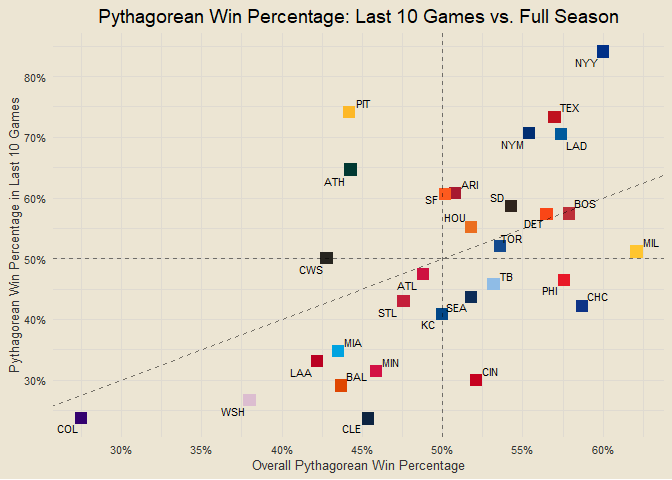 Pythagorean Win Percentage: Last 10 Games vs. Full Season
Pythagorean Win Percentage in Last 10 Games
80%
70%
60%
50%
40%
30%
NYY
PIT
TEX
NYM
LAD
ATH
ARI
SF
SD
BOS
HOU
DET
TOR
MIL
CWS
ATL
TB
PHI
CHC
STL
SEA
KC
MIA
LAA
MIN
BAL
CIN
WSH
COL
CLE
30%
35%
40%
45%
50%
55%
60%
Overall Pythagorean Win Percentage